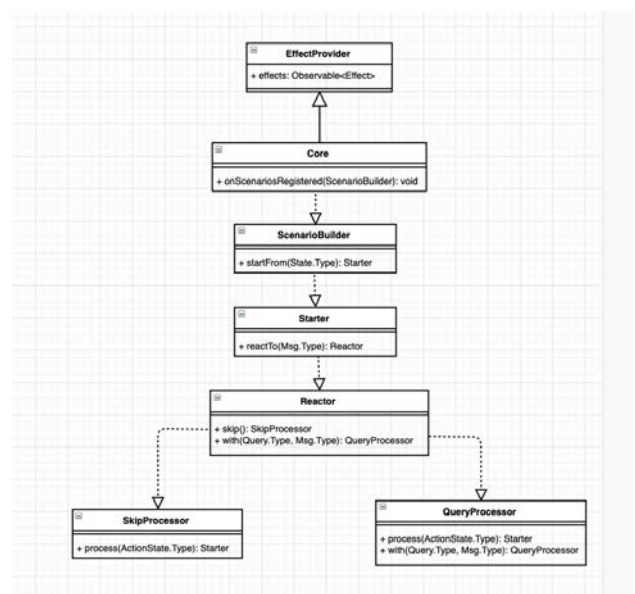 EffectProvider
+ effects: Observable<Effect>
Core
+ onScenariosRegistered(ScenarioBuilder): void
ScenarioBuilder
+ startFrom(State.Type): Starter
Starter
+ reactTo(Msg.Type): Reactor
Reactor
+ skip(): SkipProcessor
+ with(Query.Type, Msg.Type): QueryProcessor
SkipProcessor
+ process(ActionState.Type): Starter
QueryProcessor
+ process(ActionState.Type): Starter
+ with(Query.Type, Msg.Type): QueryProcessor